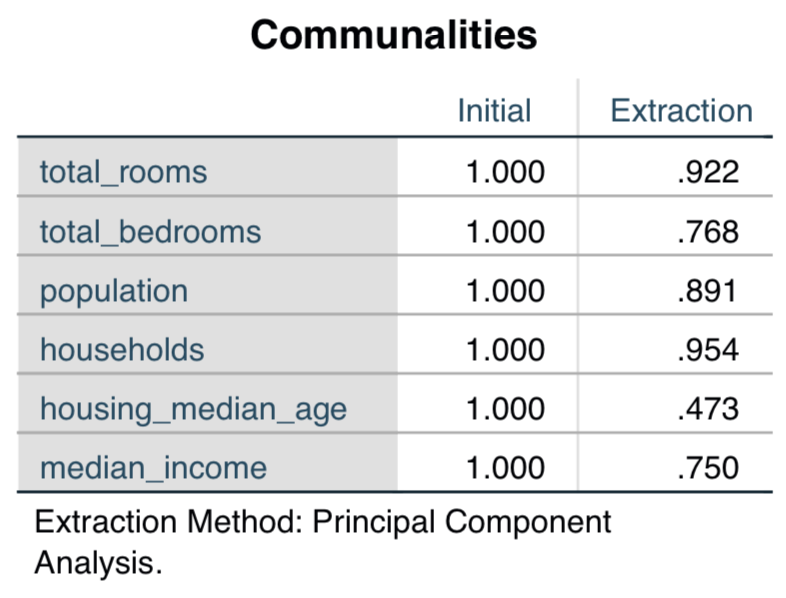 Communalities
Initial Extraction
total_rooms 1.000 .922
total_bedrooms 1.000 .768
population 1.000 .891
households 1.000 .954
housing_median_age 1.000 .473
median_income 1.000 .750
Extraction Method: Principal Component
Analysis.